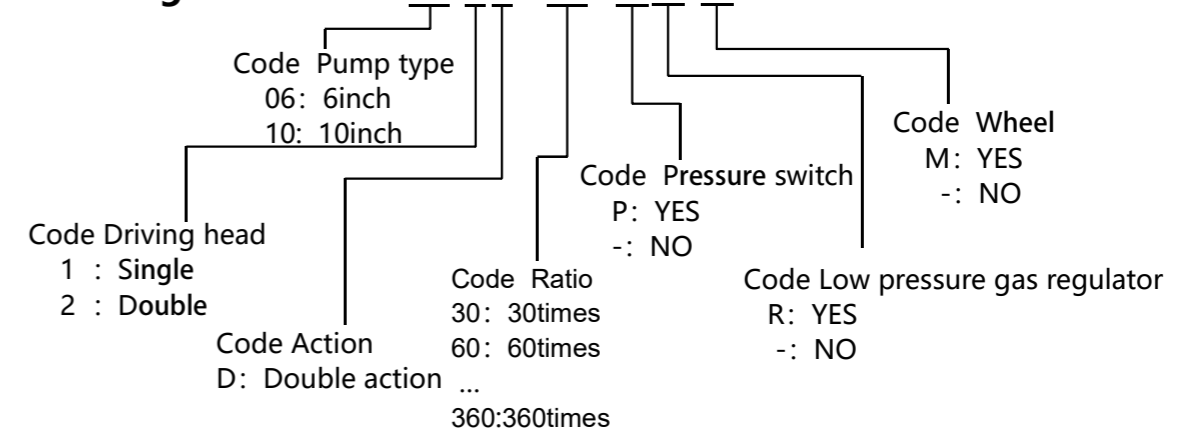 Code Pump type
06: 6inch
10: 10inch
Code Driving head
1 : Single
2 : Double
Code Action
D: Double action
Code Ratio
30: 30times
60: 60times
...
360:360times
Code Pressure switch
P: YES
-: NO
Code Low pressure gas regulator
R: YES
-: NO
Code Wheel
M: YES
-: NO